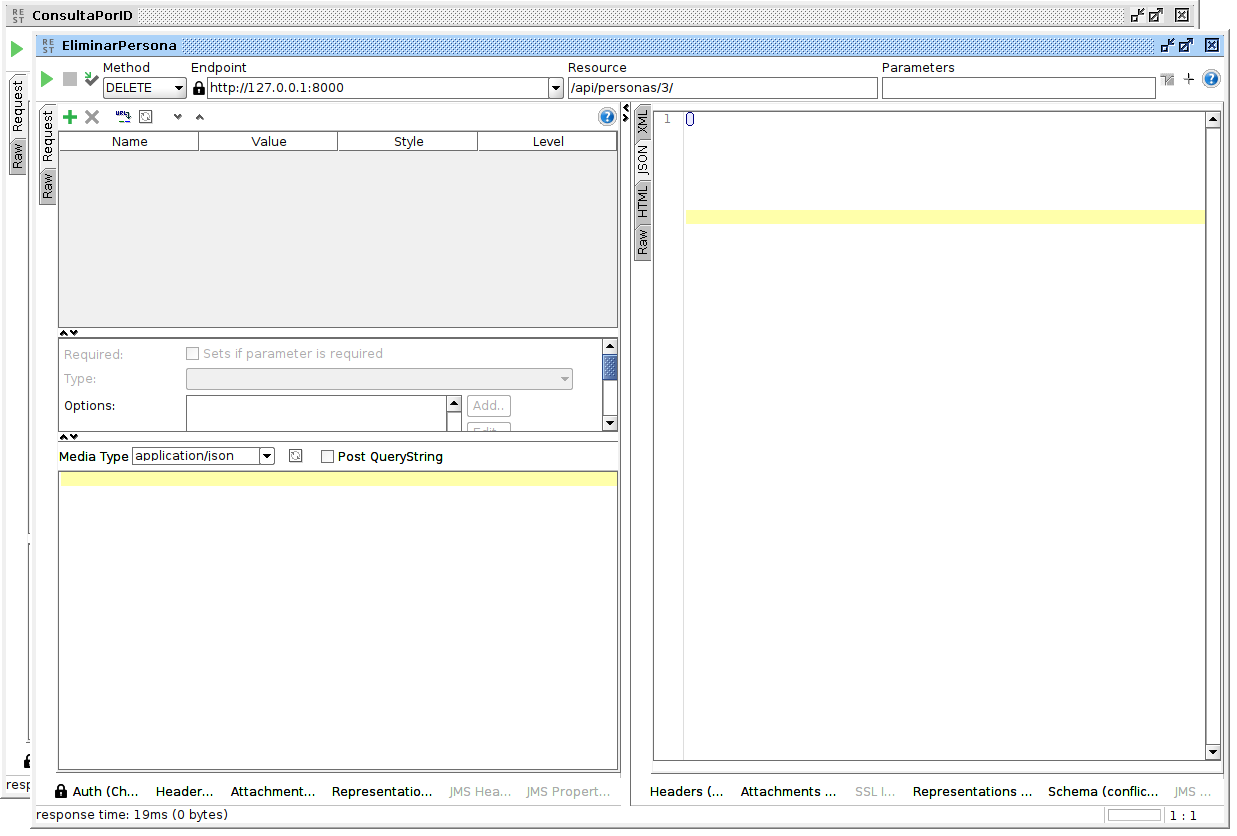 REST ConsultaPorID
REST EliminarPersona
Method Endpoint Resource Parameters
DELETE http://127.0.0.1:8000 /api/personas/3/
Request
Raw
Request
Raw
Name Value Style Level
Required: Sets if parameter is required
Type:
Options: Add..
Edit..
Media Type application/json Post QueryString
XML
JSON
HTML
Raw
1 {}
Auth (Ch... Header... Attachment... Representatio... JMS Hea... JMS Propert...
Headers (... Attachments ... SSL I... Representations ... Schema (conflic... JMS ...
resp
response time: 19ms (0 bytes) 1 : 1